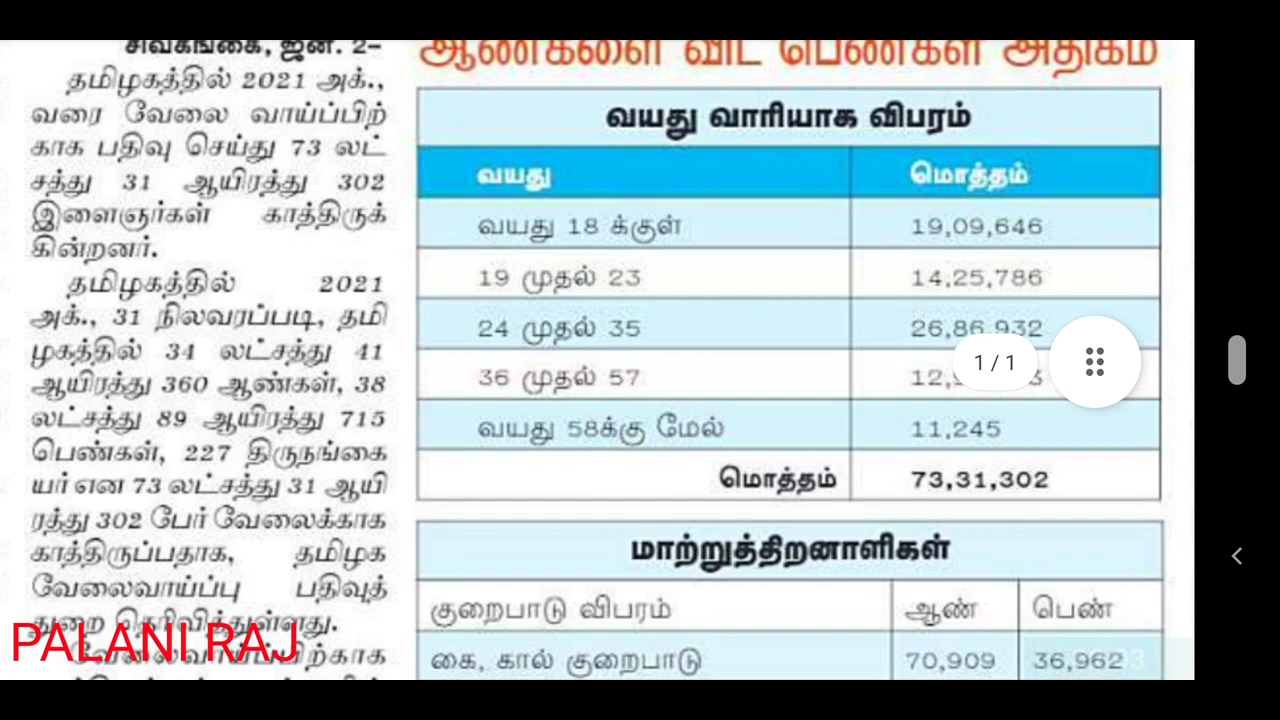 சிவகங்கை, ஜன. 2–
தமிழகத்தில் 2021 அக்.,
வரை வேலை வாய்ப்பிற்
காக பதிவு செய்து 73 லட்
சத்து 31 ஆயிரத்து 302
இளைஞர்கள் காத்திருக்
கின்றனர்.
தமிழகத்தில் 2021
அக்., 31 நிலவரப்படி, தமி
ழகத்தில் 34 லட்சத்து 41
ஆயிரத்து 360 ஆண்கள், 38
லட்சத்து 89 ஆயிரத்து 715
பெண்கள், 227 திருநங்கை
யர் என 73 லட்சத்து 31 ஆயி
ரத்து 302 பேர் வேலைக்காக
காத்திருப்பதாக, தமிழக
வேலைவாய்ப்பு பதிவுத்
துறை தெரிவித்துள்ளது.
வேலைவாய்ப்பிற்காக
ஆண்களை விட பெண்கள் அதிகம்
வயது வாரியாக விபரம்
வயது மொத்தம்
வயது 18 க்குள் 19,09,646
19 முதல் 23 14,25,786
24 முதல் 35 26,86,932
36 முதல் 57
வயது 58க்கு மேல் 11,245
மொத்தம் 73,31,302
மாற்றுத்திறனாளிகள்
குறைபாடு விபரம் ஆண் பெண்
கை, கால் குறைபாடு 70,909 36,962
1 / 1
PALANI RAJ